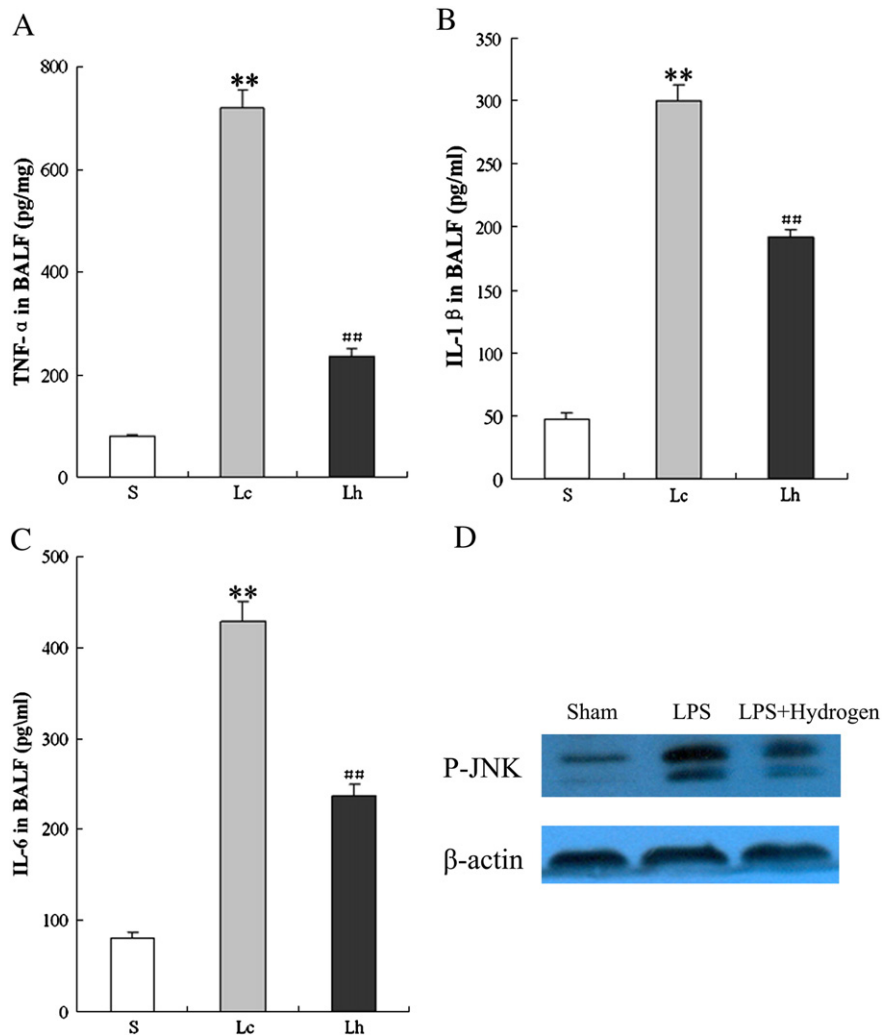 A
TNF-α in BALF (pg/mg)
800
600
400
200
0
**
##
S Lc Lh
B
IL-1β in BALF (pg/ml)
350
300
250
200
150
100
50
0
**
##
S Lc Lh
C
IL-6 in BALF (pg\ml)
500
400
300
200
100
0
**
##
S Lc Lh
D
Sham LPS LPS+Hydrogen
P-JNK
β-actin